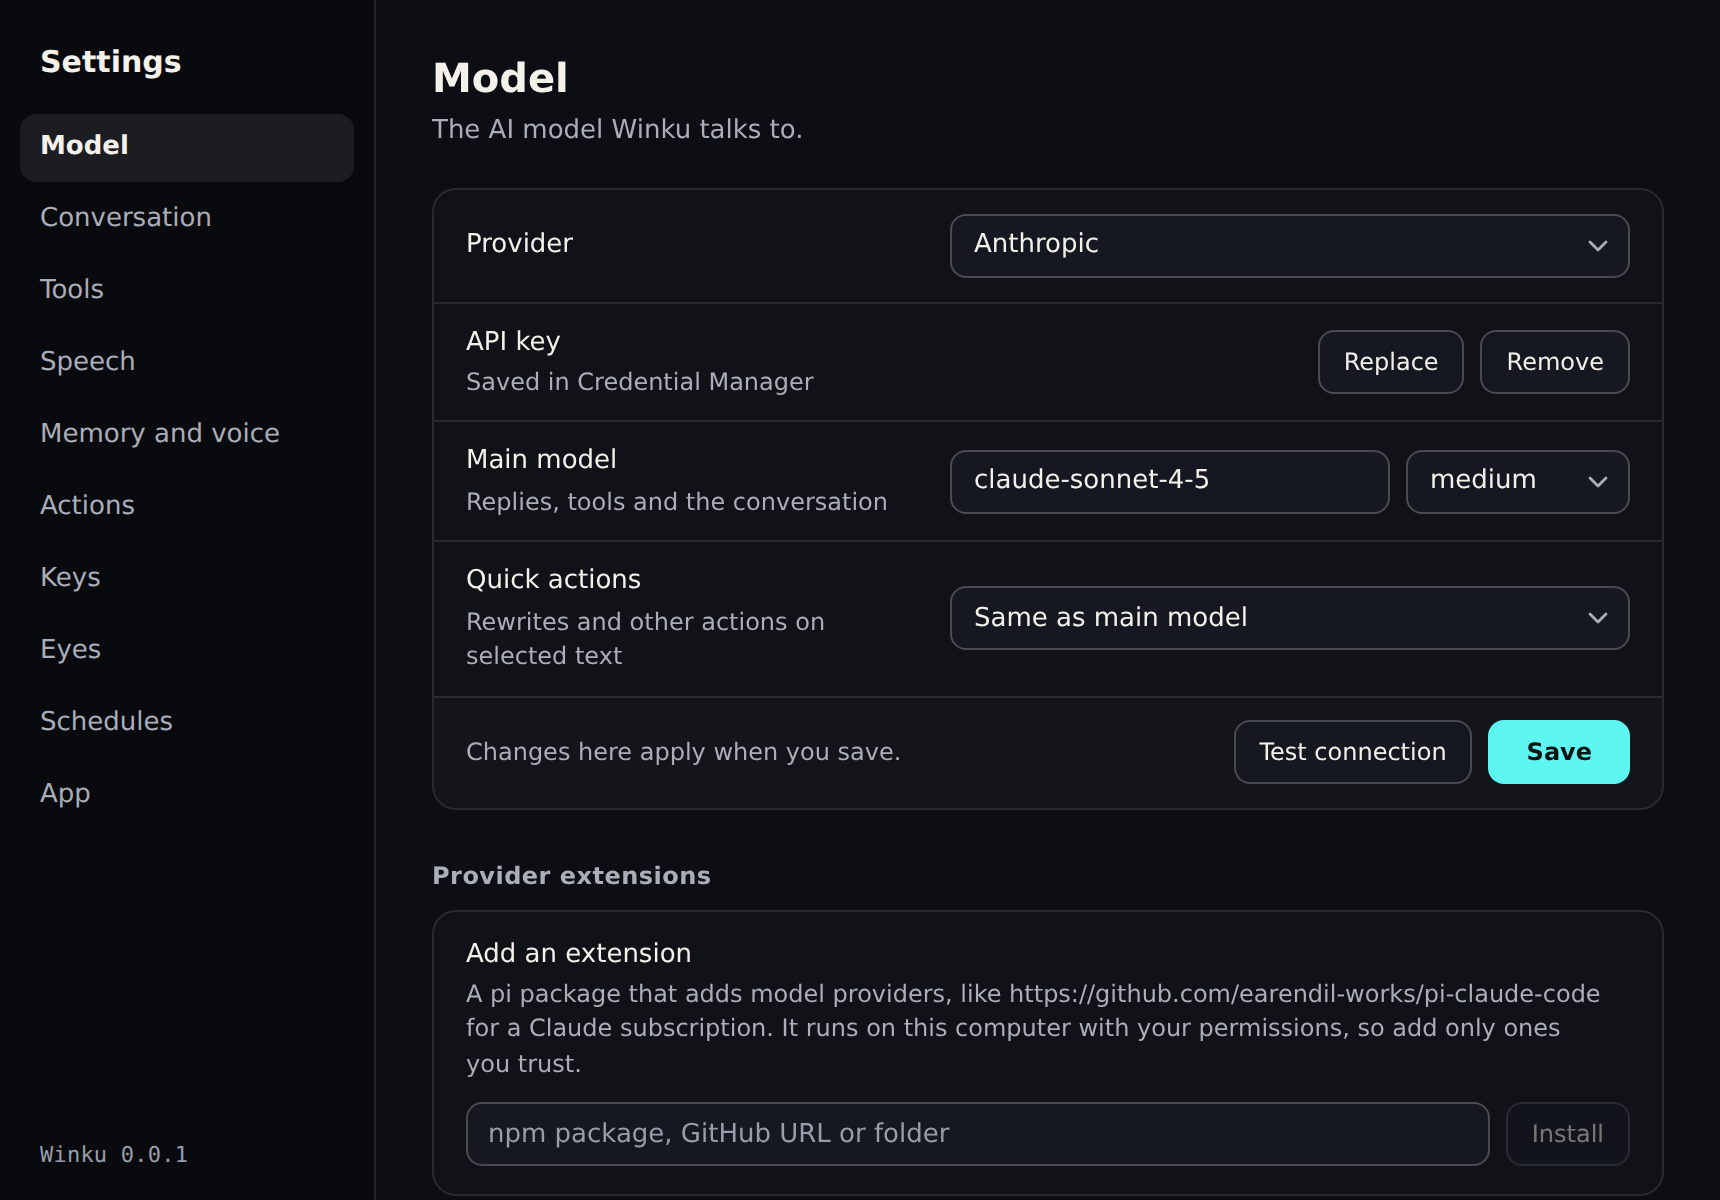 Settings
Model
Conversation
Tools
Speech
Memory and voice
Actions
Keys
Eyes
Schedules
App
Winku 0.0.1
Model
The AI model Winku talks to.
Provider
Anthropic
API key
Saved in Credential Manager
Replace
Remove
Main model
Replies, tools and the conversation
claude-sonnet-4-5
medium
Quick actions
Rewrites and other actions on
selected text
Same as main model
Changes here apply when you save.
Test connection
Save
Provider extensions
Add an extension
A pi package that adds model providers, like https://github.com/earendil-works/pi-claude-code
for a Claude subscription. It runs on this computer with your permissions, so add only ones
you trust.
npm package, GitHub URL or folder
Install